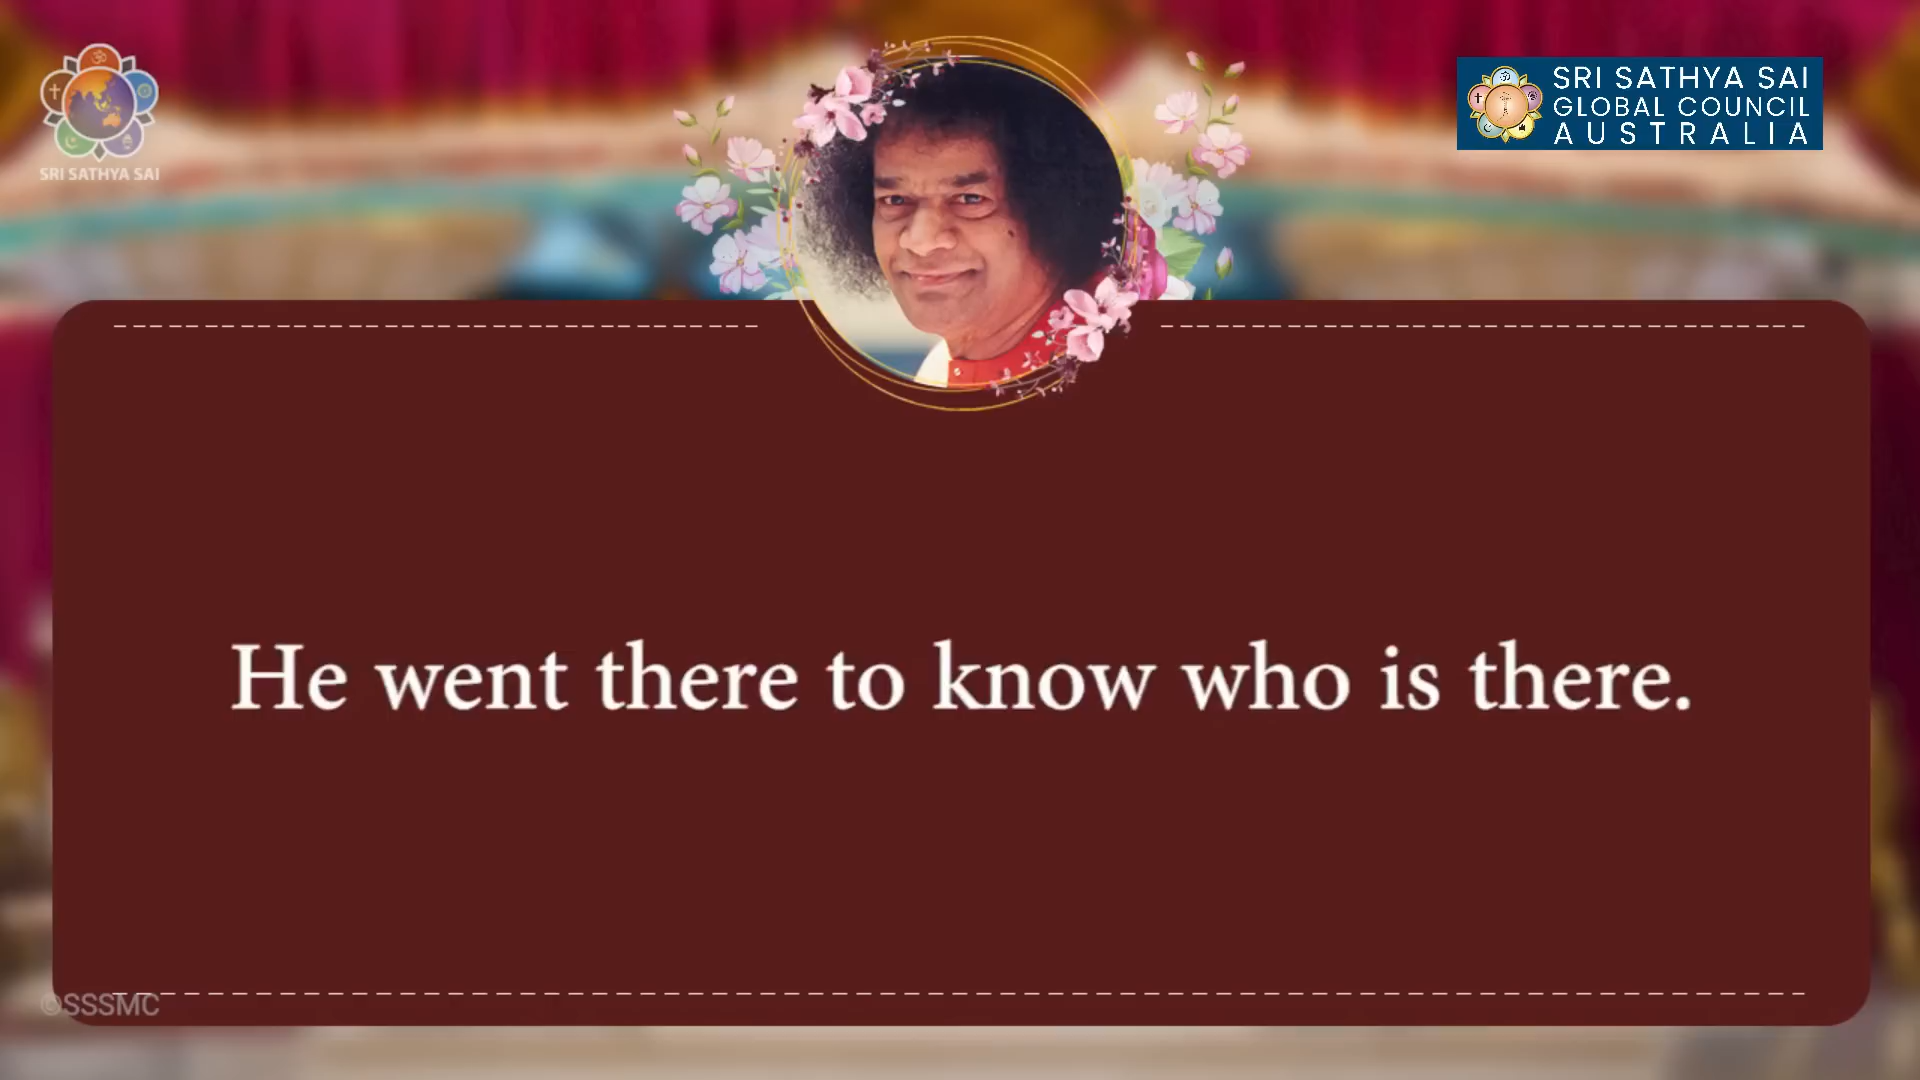 SRI SATHYA SAI
SRI SATHYA SAI
GLOBAL COUNCIL
AUSTRALIA
He went there to know who is there.
©SSSMC